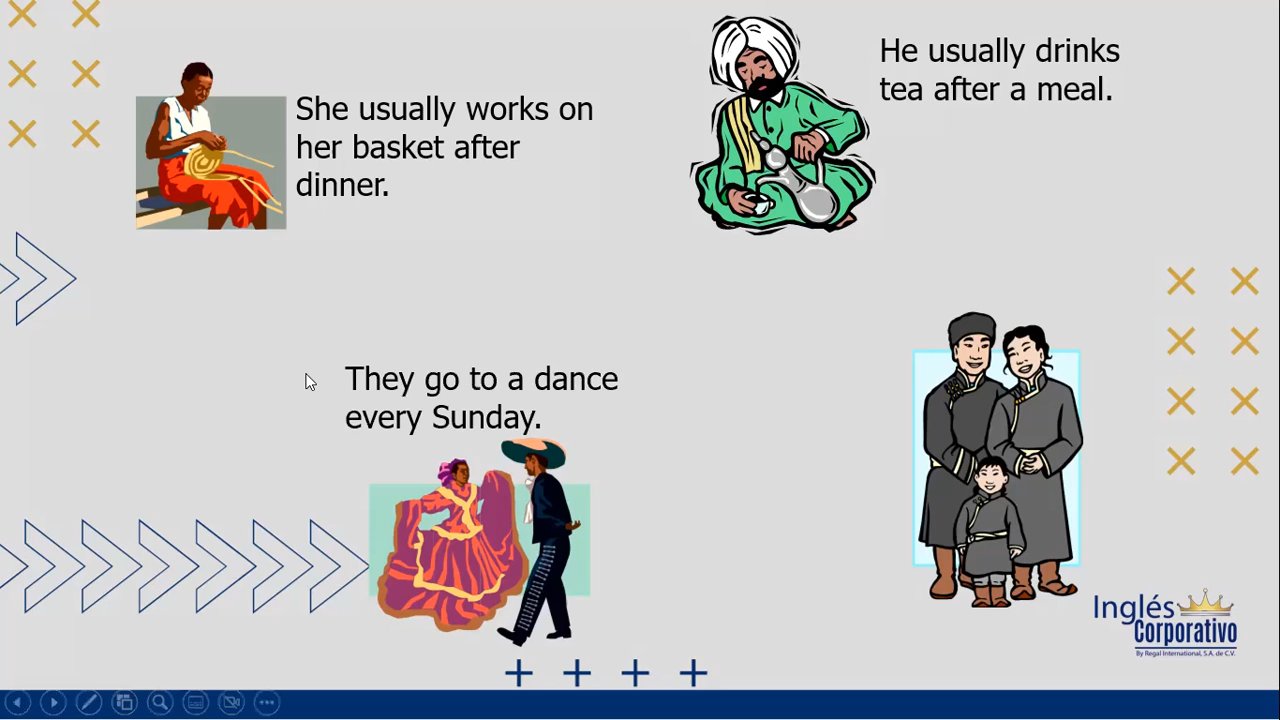 She usually works on
her basket after
dinner.
He usually drinks
tea after a meal.
They go to a dance
every Sunday.
Inglés
Corporativo
By Regal International, S.A. de C.V.